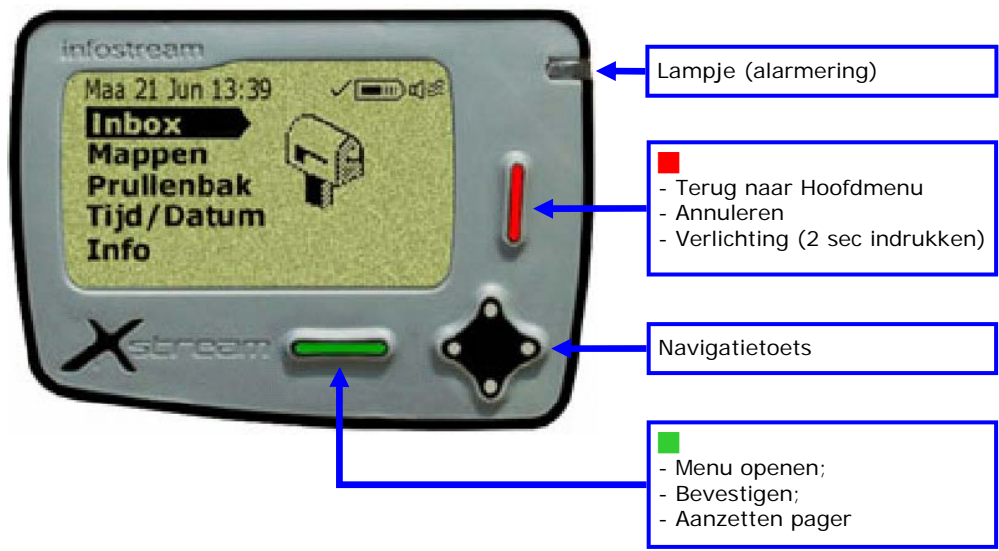 infostream
Maa 21 Jun 13:39
Inbox
Mappen
Prullenbak
Tijd/Datum
Info
Xstream
Lampje (alarmering)
- Terug naar Hoofdmenu
- Annuleren
- Verlichting (2 sec indrukken)
Navigatietoets
- Menu openen;
- Bevestigen;
- Aanzetten pager